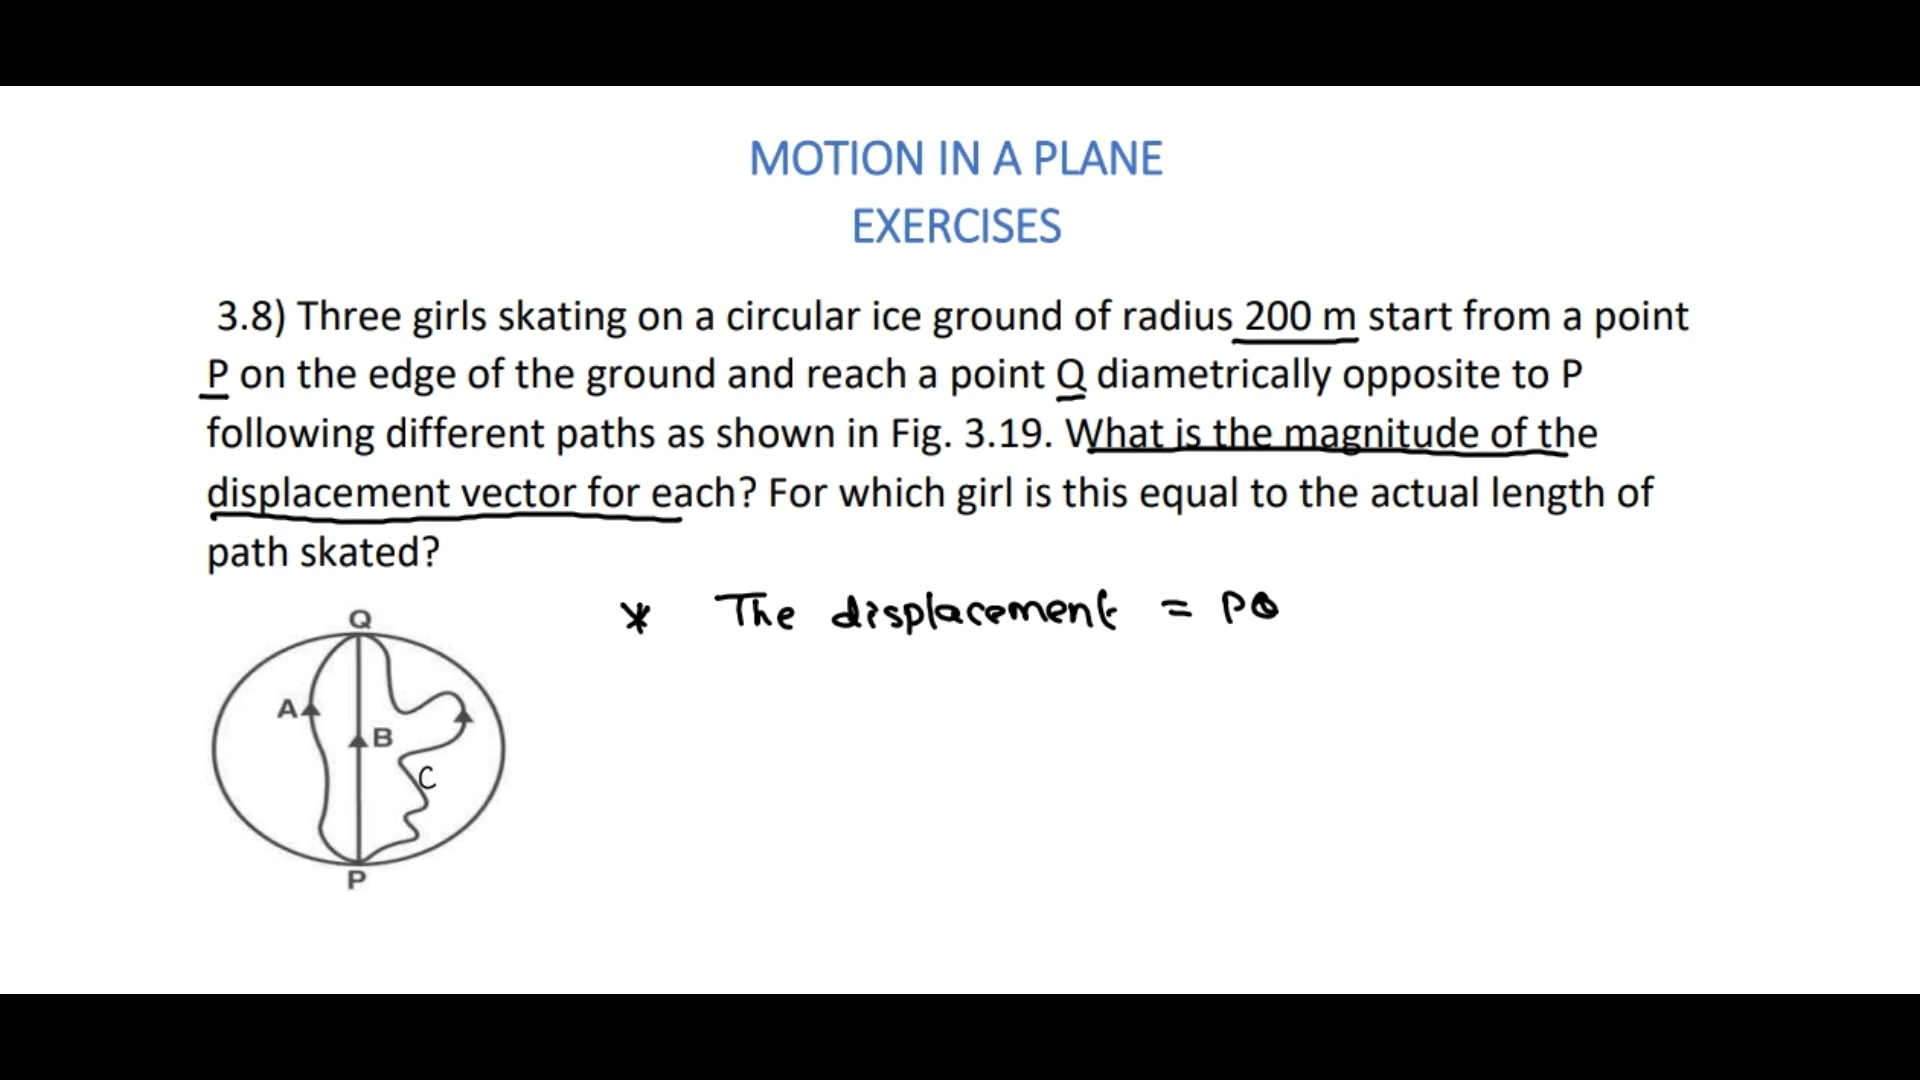 MOTION IN A PLANE
EXERCISES
3.8) Three girls skating on a circular ice ground of radius 200 m start from a point
P on the edge of the ground and reach a point Q diametrically opposite to P
following different paths as shown in Fig. 3.19. What is the magnitude of the
displacement vector for each? For which girl is this equal to the actual length of
path skated?
* The displacement = PQ
Q
A
B
C
P